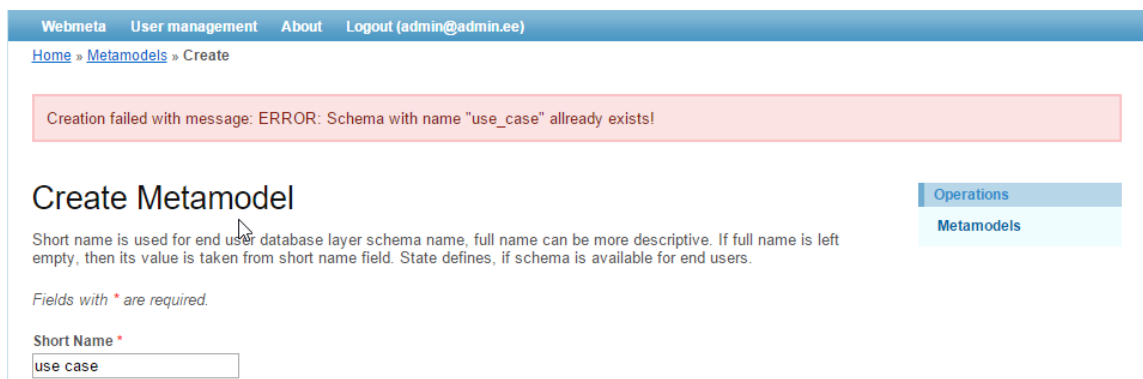 Webmeta User management About Logout (admin@admin.ee)
Home » Metamodels » Create
Creation failed with message: ERROR: Schema with name "use_case" allready exists!
Create Metamodel
Short name is used for end user database layer schema name, full name can be more descriptive. If full name is left
empty, then its value is taken from short name field. State defines, if schema is available for end users.
Fields with * are required.
Short Name *
use case
Operations
Metamodels